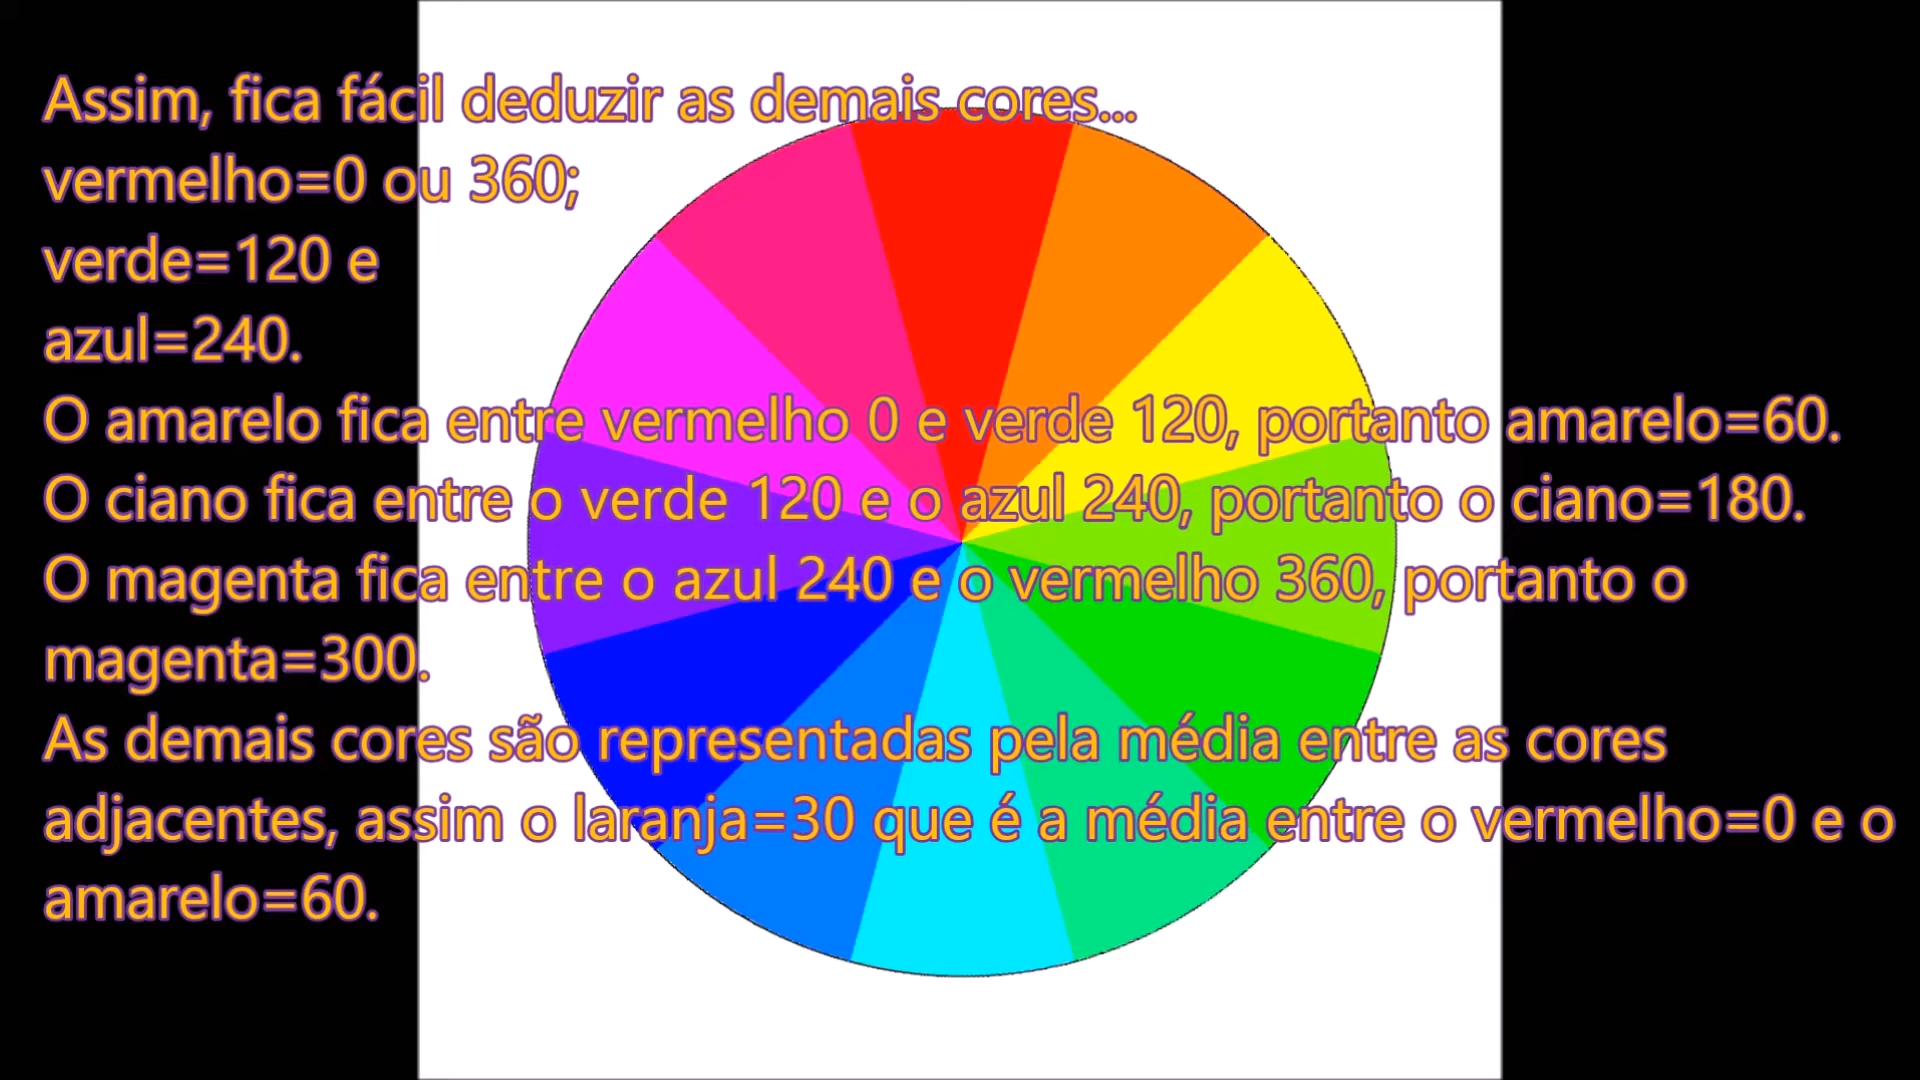 Assim, fica fácil deduzir as demais cores...
vermelho=0 ou 360;
verde=120 e
azul=240.
O amarelo fica entre vermelho 0 e verde 120, portanto amarelo=60.
O ciano fica entre o verde 120 e o azul 240, portanto o ciano=180.
O magenta fica entre o azul 240 e o vermelho 360, portanto o
magenta=300.
As demais cores são representadas pela média entre as cores
adjacentes, assim o laranja=30 que é a média entre o vermelho=0 e o
amarelo=60.